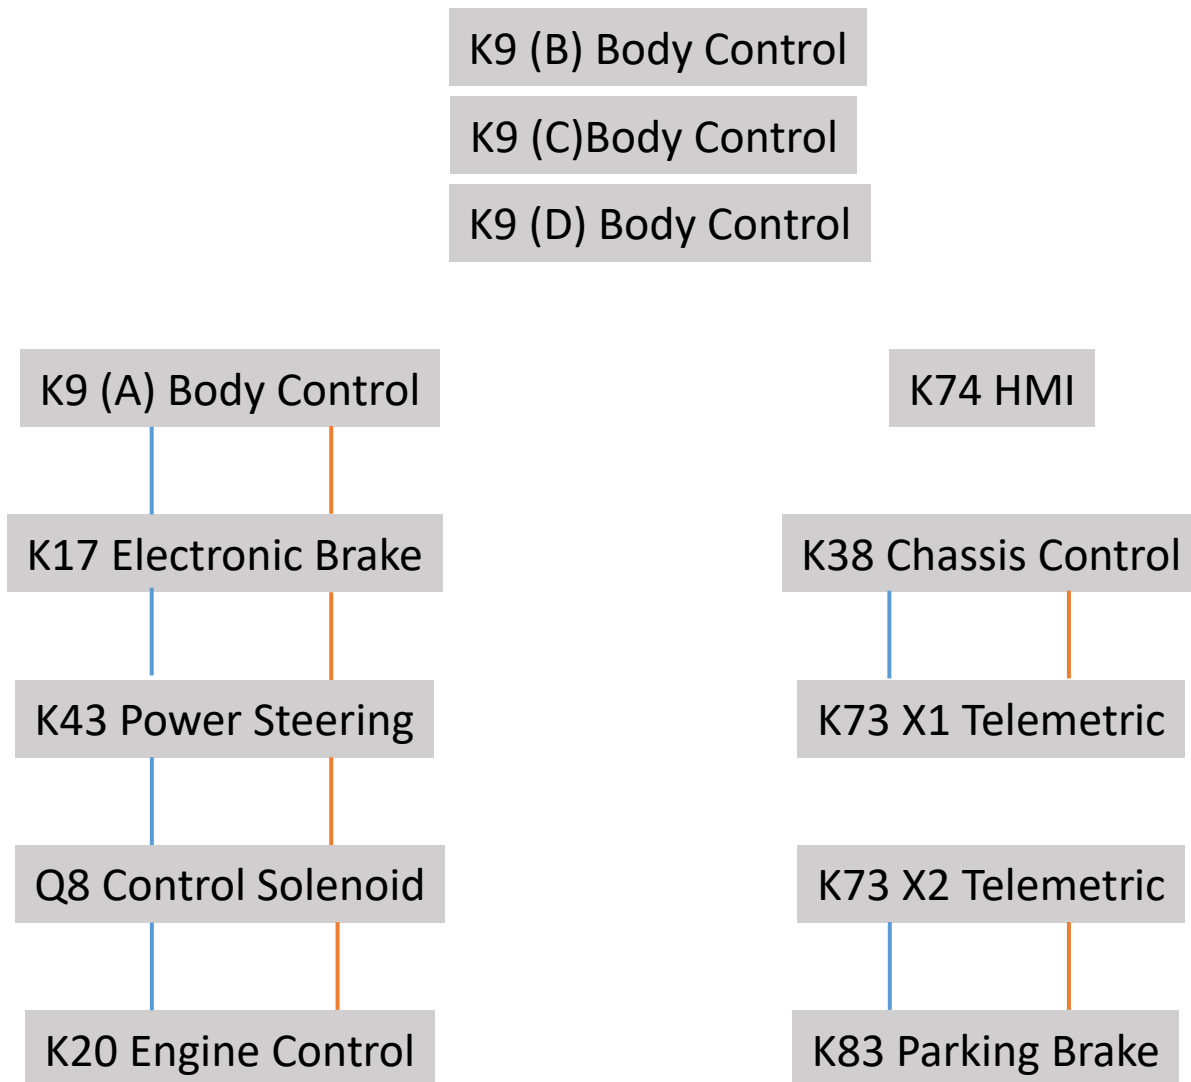 K9 (B) Body Control
K9 (C)Body Control
K9 (D) Body Control
K9 (A) Body Control
K74 HMI
K17 Electronic Brake
K38 Chassis Control
K43 Power Steering
K73 X1 Telemetric
Q8 Control Solenoid
K73 X2 Telemetric
K20 Engine Control
K83 Parking Brake